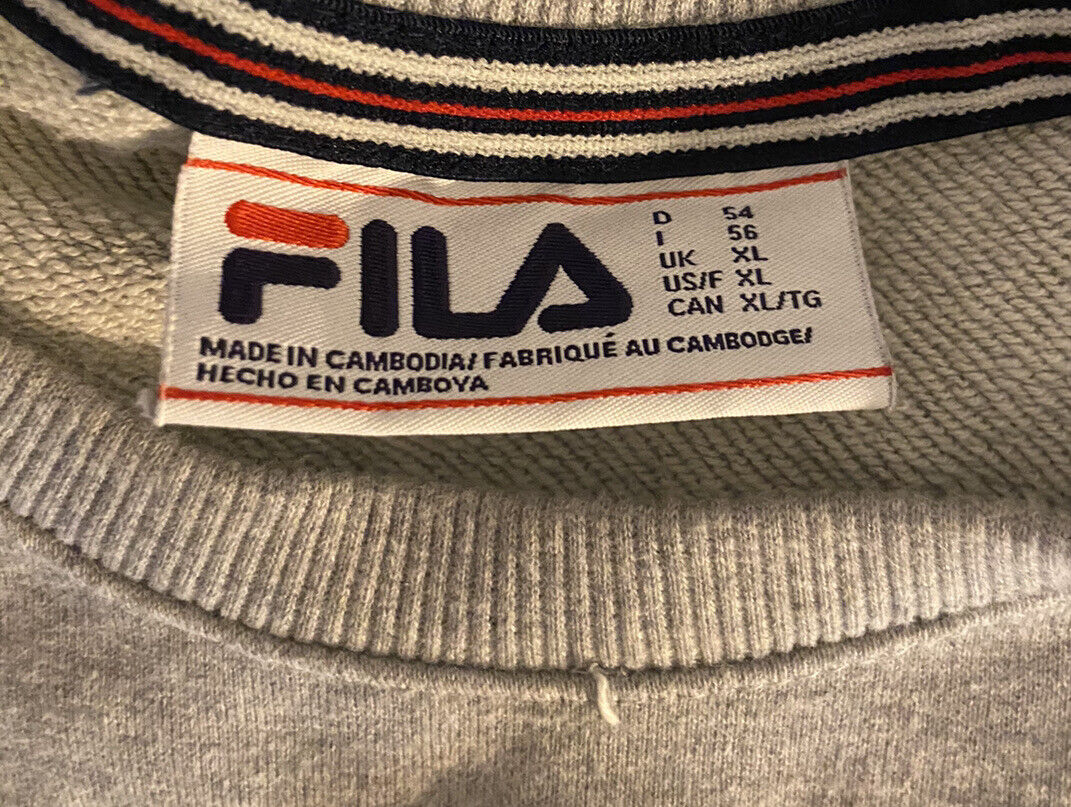 FILA
D 54
I 56
UK XL
US/F XL
CAN XL/TG
MADE IN CAMBODIA/ FABRIQUÉ AU CAMBODGE/
HECHO EN CAMBOYA